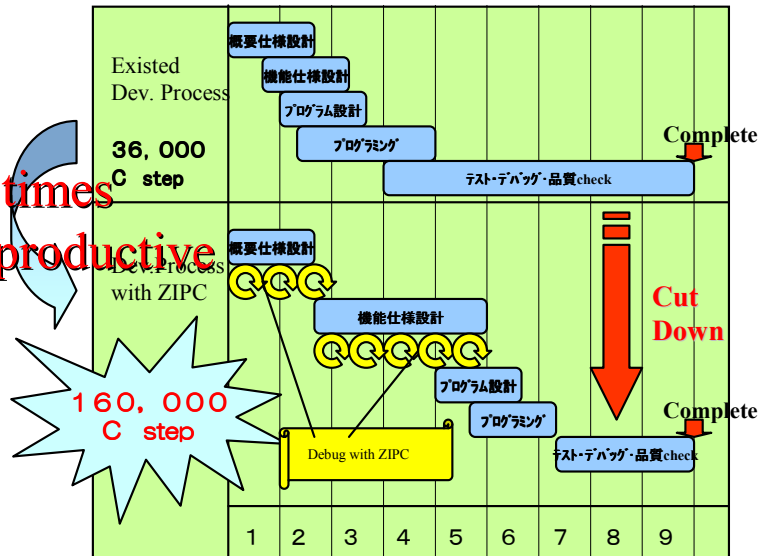 概要仕様設計
Existed
Dev. Process
機能仕様設計
プログラム設計
36, 000
C step
プログラミング
Complete
テスト・デバッグ・品質check
times
productive
Dev.Process
with ZIPC
概要仕様設計
機能仕様設計
Cut
Down
160, 000
C step
プログラム設計
プログラミング
Complete
Debug with ZIPC
テスト・デバッグ・品質check
1 2 3 4 5 6 7 8 9